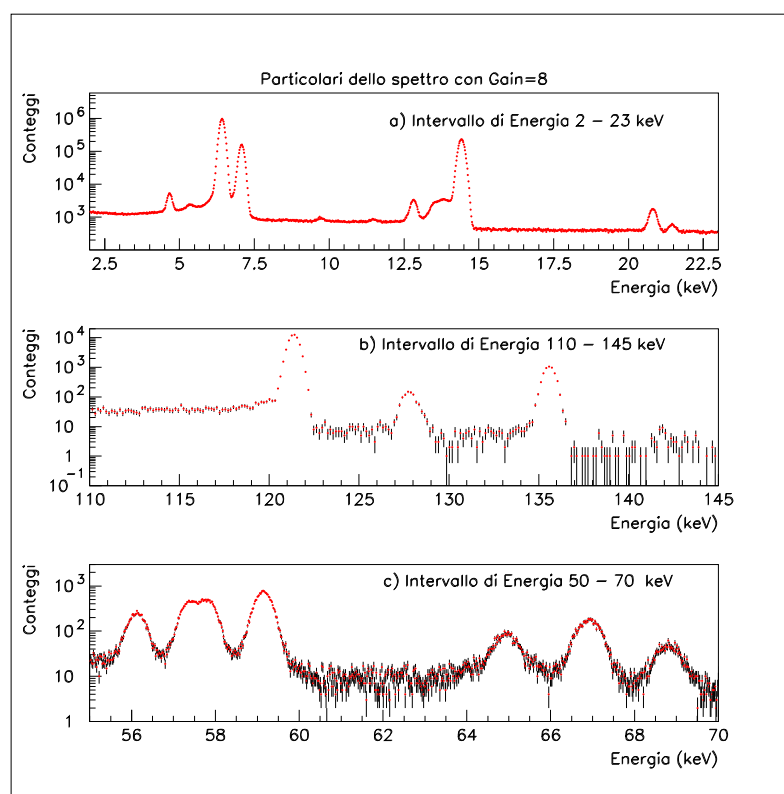 Particolari dello spettro con Gain=8
Conteggi
a) Intervallo di Energia 2 – 23 keV
10^6
10^5
10^4
10^3
2.5 5 7.5 10 12.5 15 17.5 20 22.5
Energia (keV)
Conteggi
b) Intervallo di Energia 110 – 145 keV
10^4
10^3
10^2
10
1
10^-1
110 115 120 125 130 135 140 145
Energia (keV)
Conteggi
c) Intervallo di Energia 50 – 70 keV
10^3
10^2
10
1
56 58 60 62 64 66 68 70
Energia (keV)